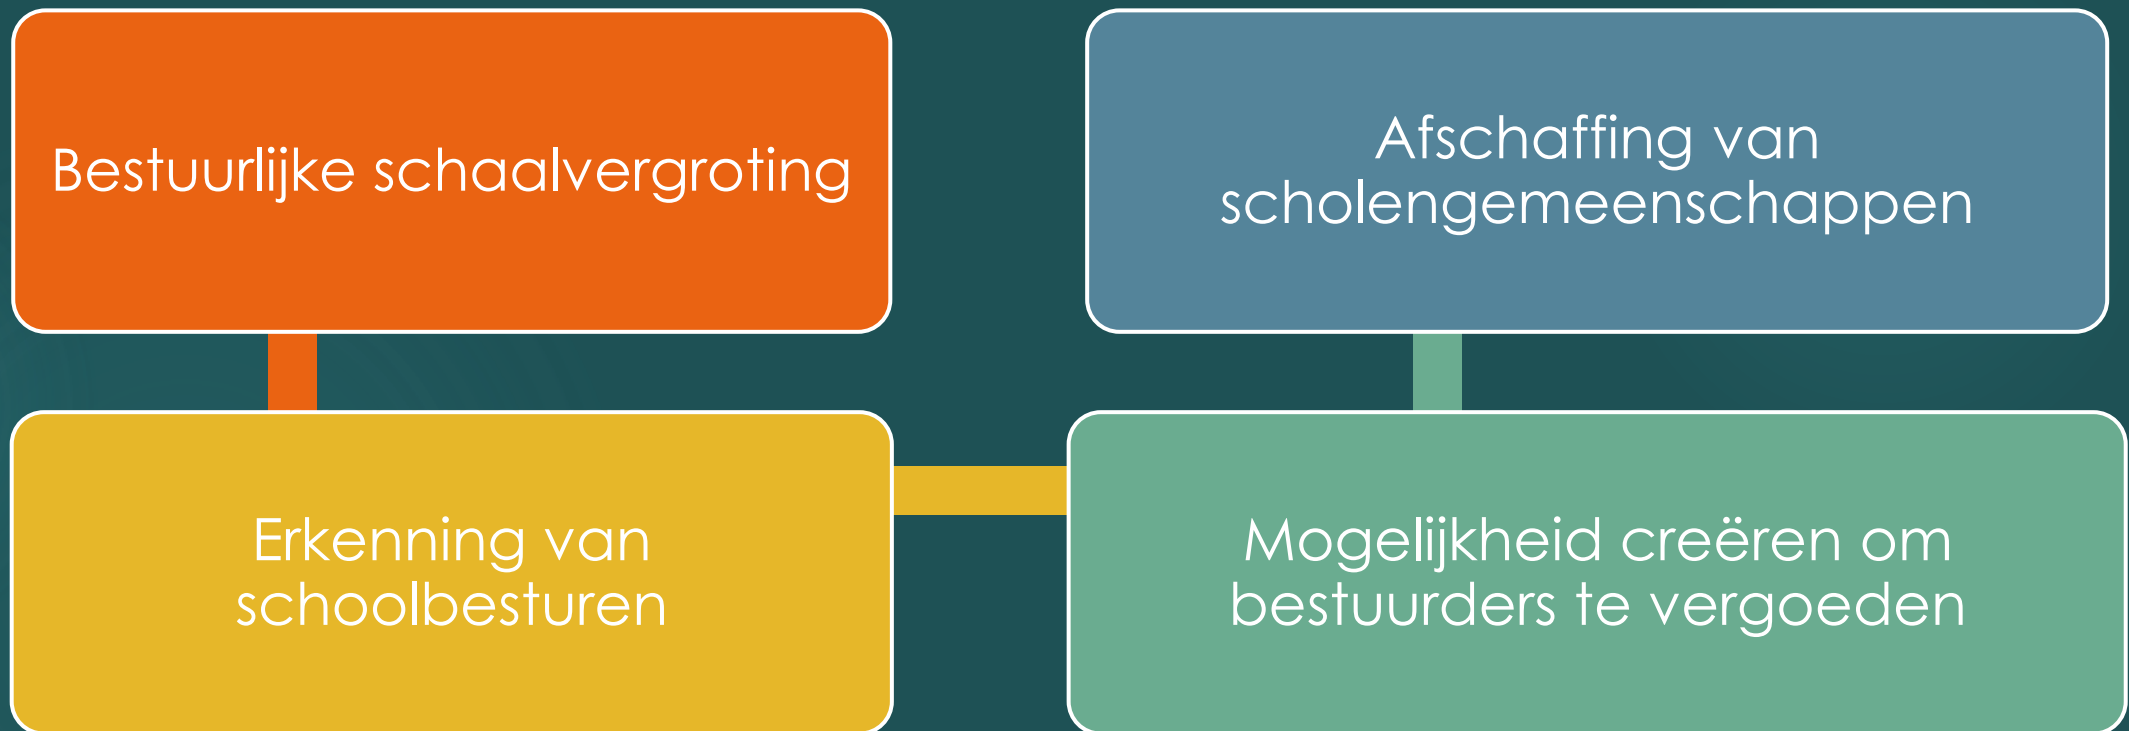 Bestuurlijke schaalvergroting
Erkenning van
schoolbesturen
Mogelijkheid creëren om
bestuurders te vergoeden
Afschaffing van
scholengemeenschappen